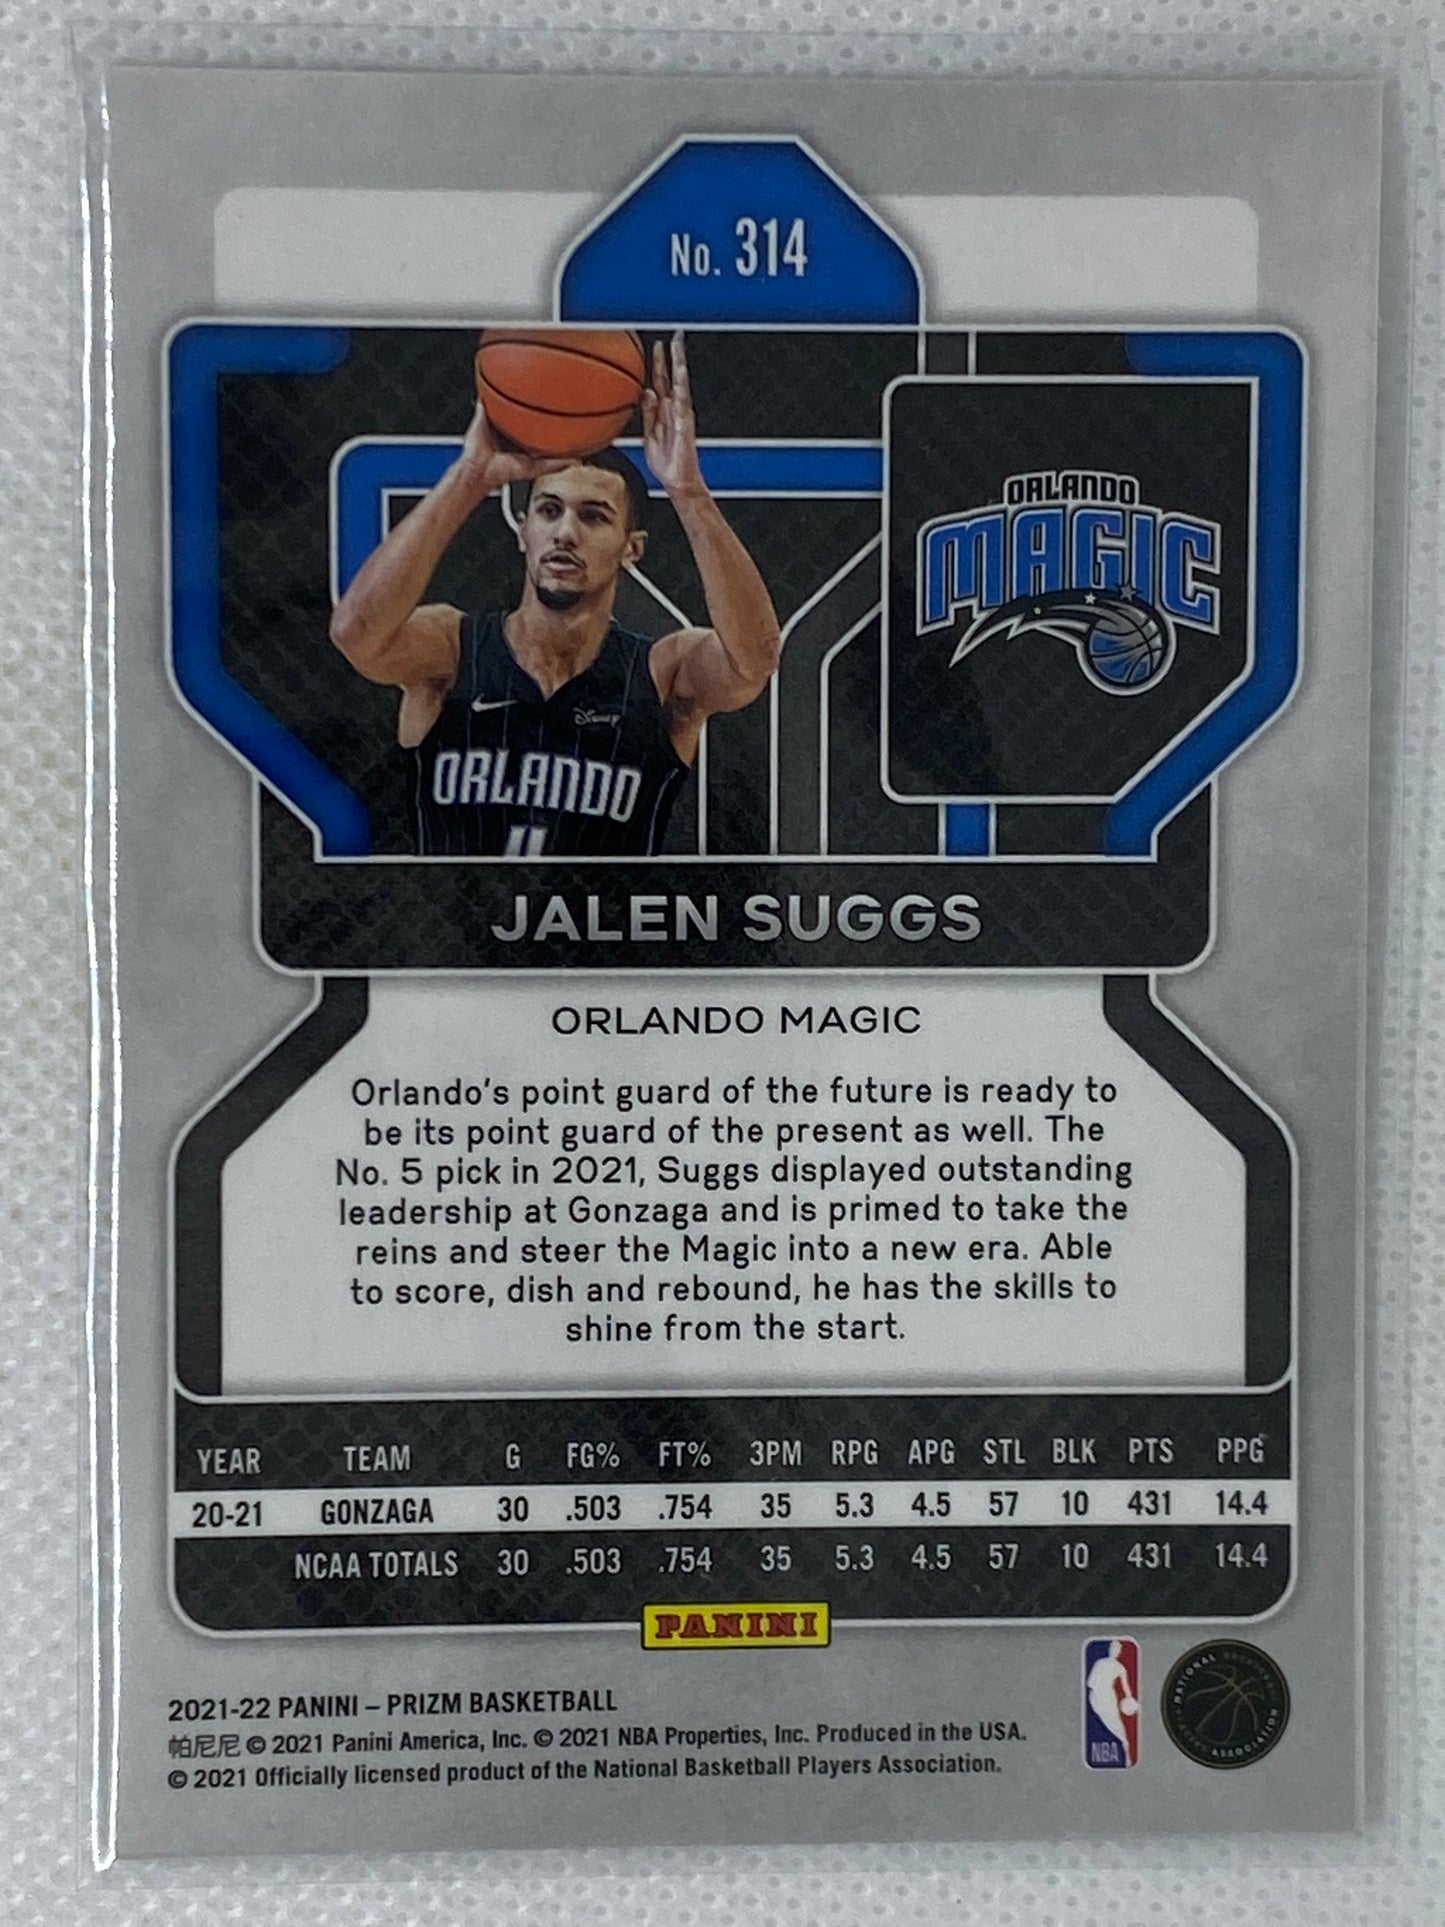 No. 314
ORLANDO
MAGIC
Disney
ORLANDO
JALEN SUGGS
ORLANDO MAGIC
Orlando's point guard of the future is ready to
be its point guard of the present as well. The
No. 5 pick in 2021, Suggs displayed outstanding
leadership at Gonzaga and is primed to take the
reins and steer the Magic into a new era. Able
to score, dish and rebound, he has the skills to
shine from the start.
YEAR TEAM G FG% FT% 3PM RPG APG STL BLK PTS PPG
20-21 GONZAGA 30 .503 .754 35 5.3 4.5 57 10 431 14.4
NCAA TOTALS 30 .503 .754 35 5.3 4.5 57 10 431 14.4
PANINI
2021-22 PANINI – PRIZM BASKETBALL
帕尼尼 © 2021 Panini America, Inc. © 2021 NBA Properties, Inc. Produced in the USA.
© 2021 Officially licensed product of the National Basketball Players Association.
NBA
NATIONAL BASKETBALL PLAYERS ASSOCIATION